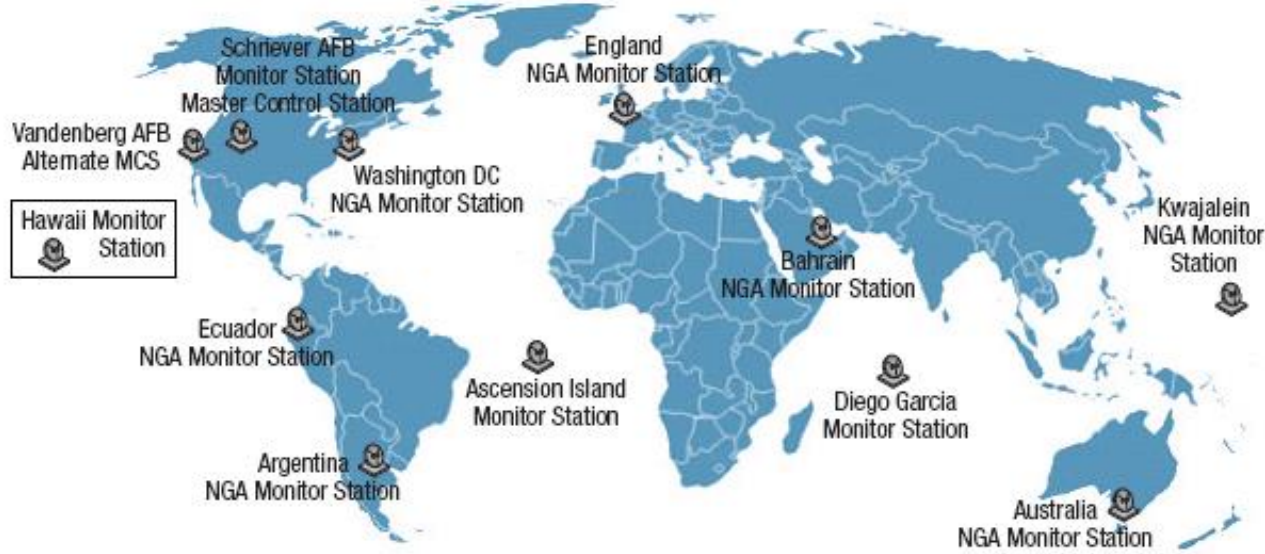 Schriever AFB
Monitor Station
Master Control Station
England
NGA Monitor Station
Vandenberg AFB
Alternate MCS
Washington DC
NGA Monitor Station
Hawaii Monitor
Station
Kwajalein
NGA Monitor
Station
Bahrain
NGA Monitor Station
Ecuador
NGA Monitor Station
Ascension Island
Monitor Station
Diego Garcia
Monitor Station
Argentina
NGA Monitor Station
Australia
NGA Monitor Station